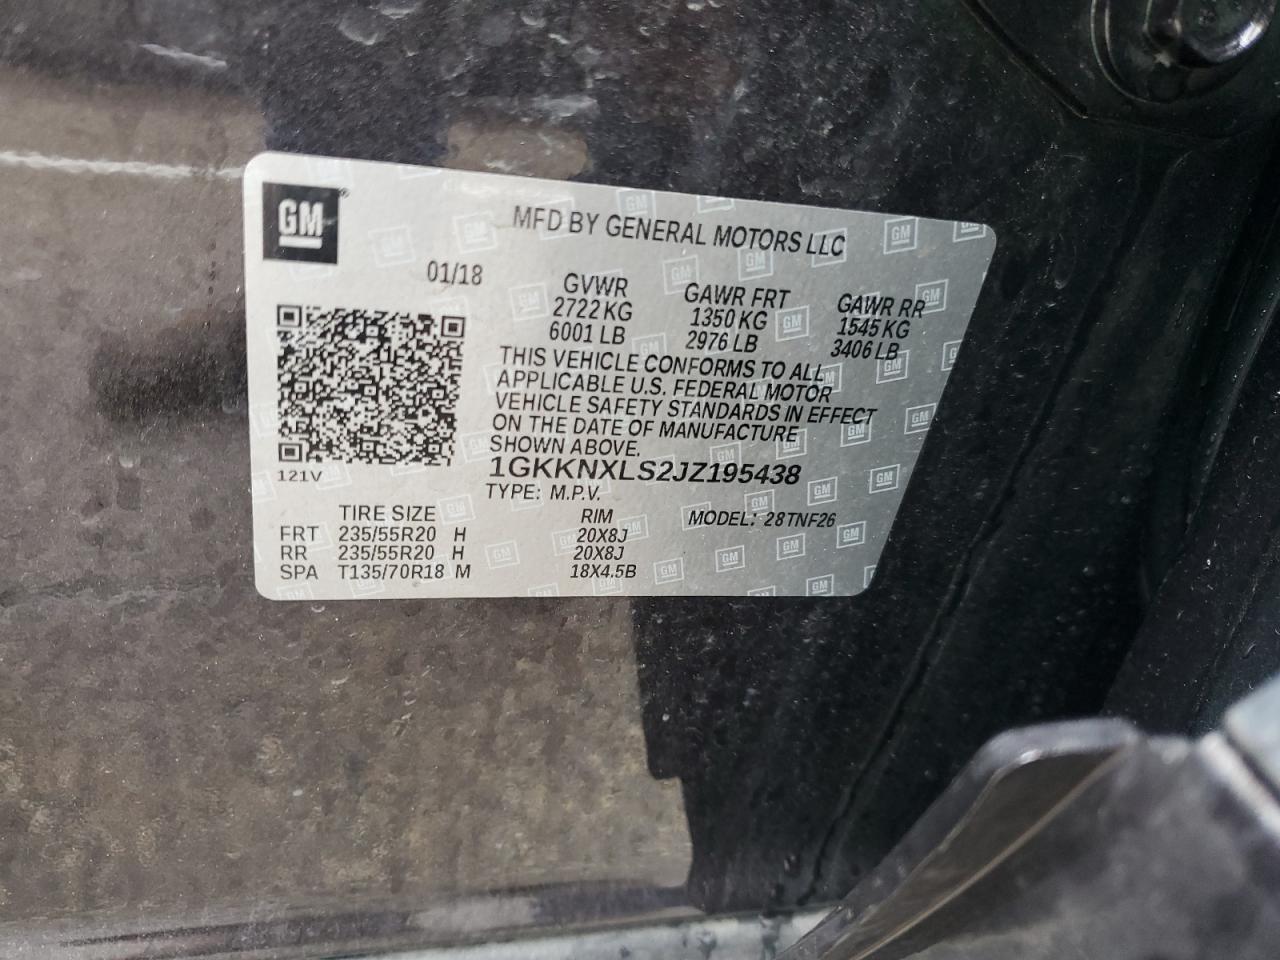 GM
MFD BY GENERAL MOTORS LLC
01/18
GVWR GAWR FRT GAWR RR
2722 KG 1350 KG 1545 KG
6001 LB 2976 LB 3406 LB
THIS VEHICLE CONFORMS TO ALL
APPLICABLE U.S. FEDERAL MOTOR
VEHICLE SAFETY STANDARDS IN EFFECT
ON THE DATE OF MANUFACTURE
SHOWN ABOVE.
1GKKNXLS2JZ195438
121V
TYPE: M.P.V.
TIRE SIZE RIM MODEL: 28TNF26
FRT 235/55R20 H 20X8J
RR 235/55R20 H 20X8J
SPA T135/70R18 M 18X4.5B